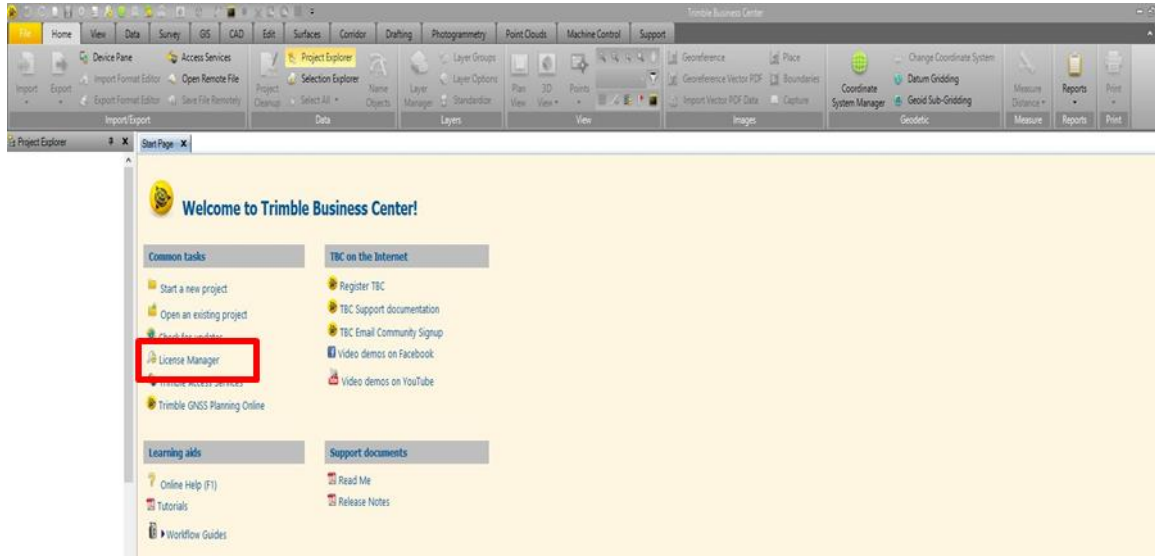 Trimble Business Center
File Home View Data Survey GIS CAD Edit Surfaces Corridor Drafting Photogrammetry Point Clouds Machine Control Support
Device Pane Access Services Project Explorer Layer Groups Georeference Place Change Coordinate System
Import Export Import Format Editor Open Remote File Project Cleanup Selection Explorer Name Objects Layer Manager Layer Options Plan View 3D View Points Georeference Vector PDF Boundaries Coordinate System Manager Datum Gridding Measure Distance Reports Print
Export Format Editor Save File Remotely Select All Standardize Import Vector PDF Data Capture Geoid Sub-Gridding
Import/Export Data Layers View Images Geodetic Measure Reports Print
Project Explorer X Start Page X
Welcome to Trimble Business Center!
Common tasks
Start a new project
Open an existing project
Check for updates
License Manager
Trimble Access Services
Trimble GNSS Planning Online
TBC on the Internet
Register TBC
TBC Support documentation
TBC Email Community Signup
Video demos on Facebook
Video demos on YouTube
Learning aids
Online Help (F1)
Tutorials
Workflow Guides
Support documents
Read Me
Release Notes